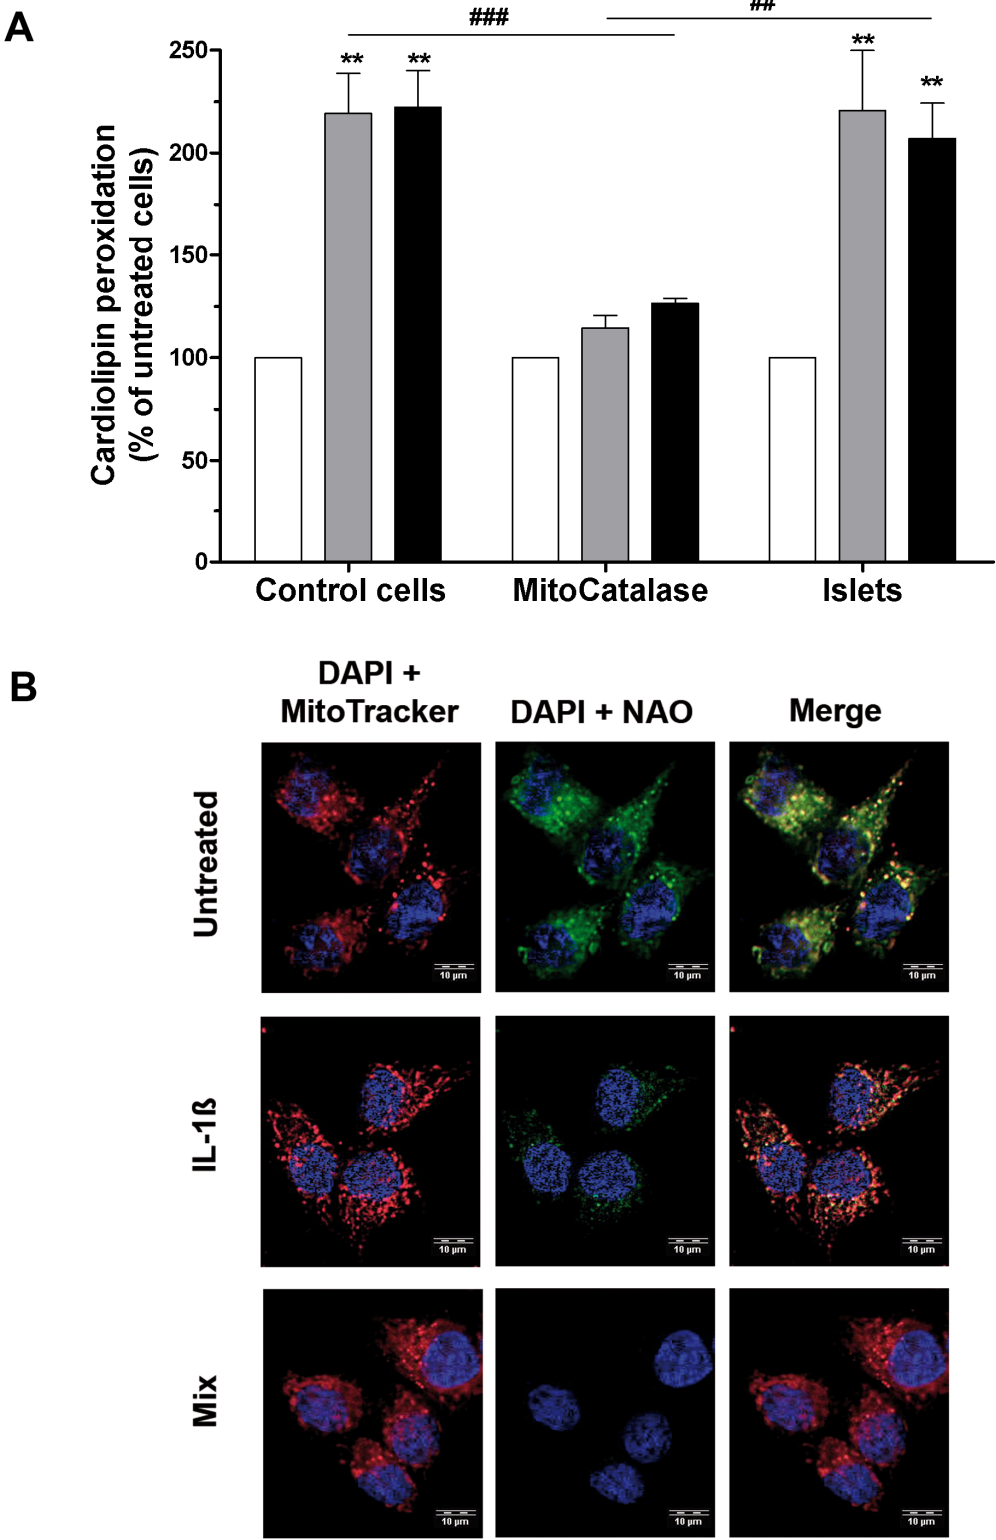 A
###
##
**
**
**
**
250
200
150
100
50
0
Cardiolipin peroxidation
(% of untreated cells)
Control cells
MitoCatalase
Islets
B
DAPI +
MitoTracker
DAPI + NAO
Merge
Untreated
10 µm
10 µm
10 µm
IL-1ß
10 µm
10 µm
10 µm
Mix
10 µm
10 µm
10 µm